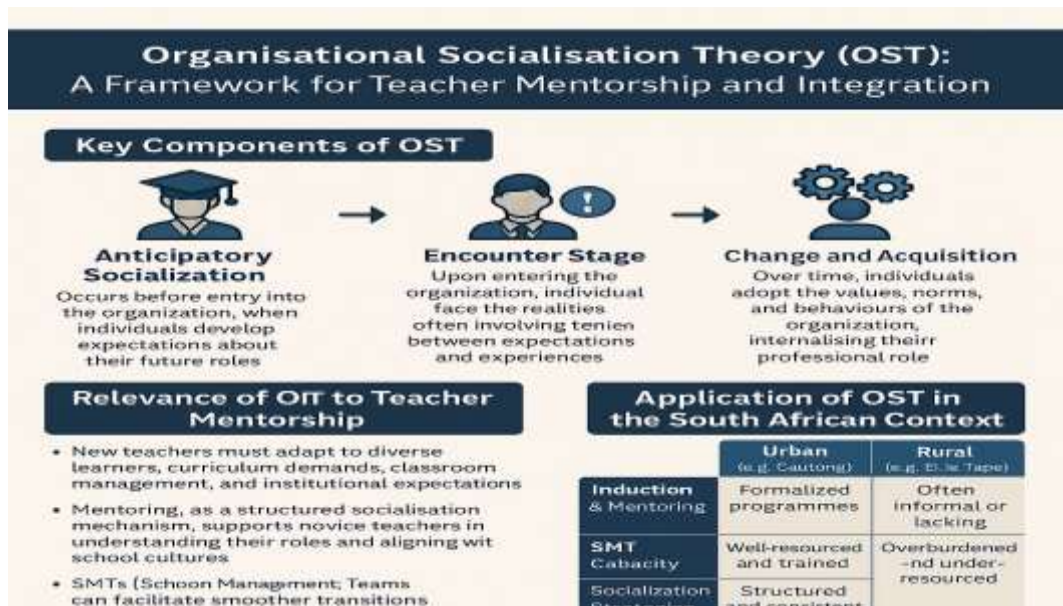 Organisational Socialisation Theory (OST):
A Framework for Teacher Mentorship and Integration
Key Components of OST
Anticipatory
Socialization
Occurs before entry into
the organization, when
individuals develop
expectations about
their future roles
Encounter Stage
Upon entering the
organization, individual
face the realities
often involving tenien
between expectations
and experiences
Change and Acquisition
Over time, individuals
adopt the values, norms,
and behaviours of the
organization,
internalising theirr
professional role
Relevance of OIT to Teacher
Mentorship
• New teachers must adapt to diverse
learners, curriculum demands, classroom
management, and institutional expectations
• Mentoring, as a structured socialisation
mechanism, supports novice teachers in
understanding their roles and aligning wit
school cultures
• SMTs (Schoon Management; Teams
can facilitate smoother transitions
Application of OST in
the South African Context
Urban
(e.g. Cautong)
Rural
(e.g. Tape)
Induction
& Mentoring
Formalized
programmes
Often
informal or
lacking
SMT
Cabacity
Well-resourced
and trained
Overburdened
-nd under-
resourced
Socialization
Structured
and consistent